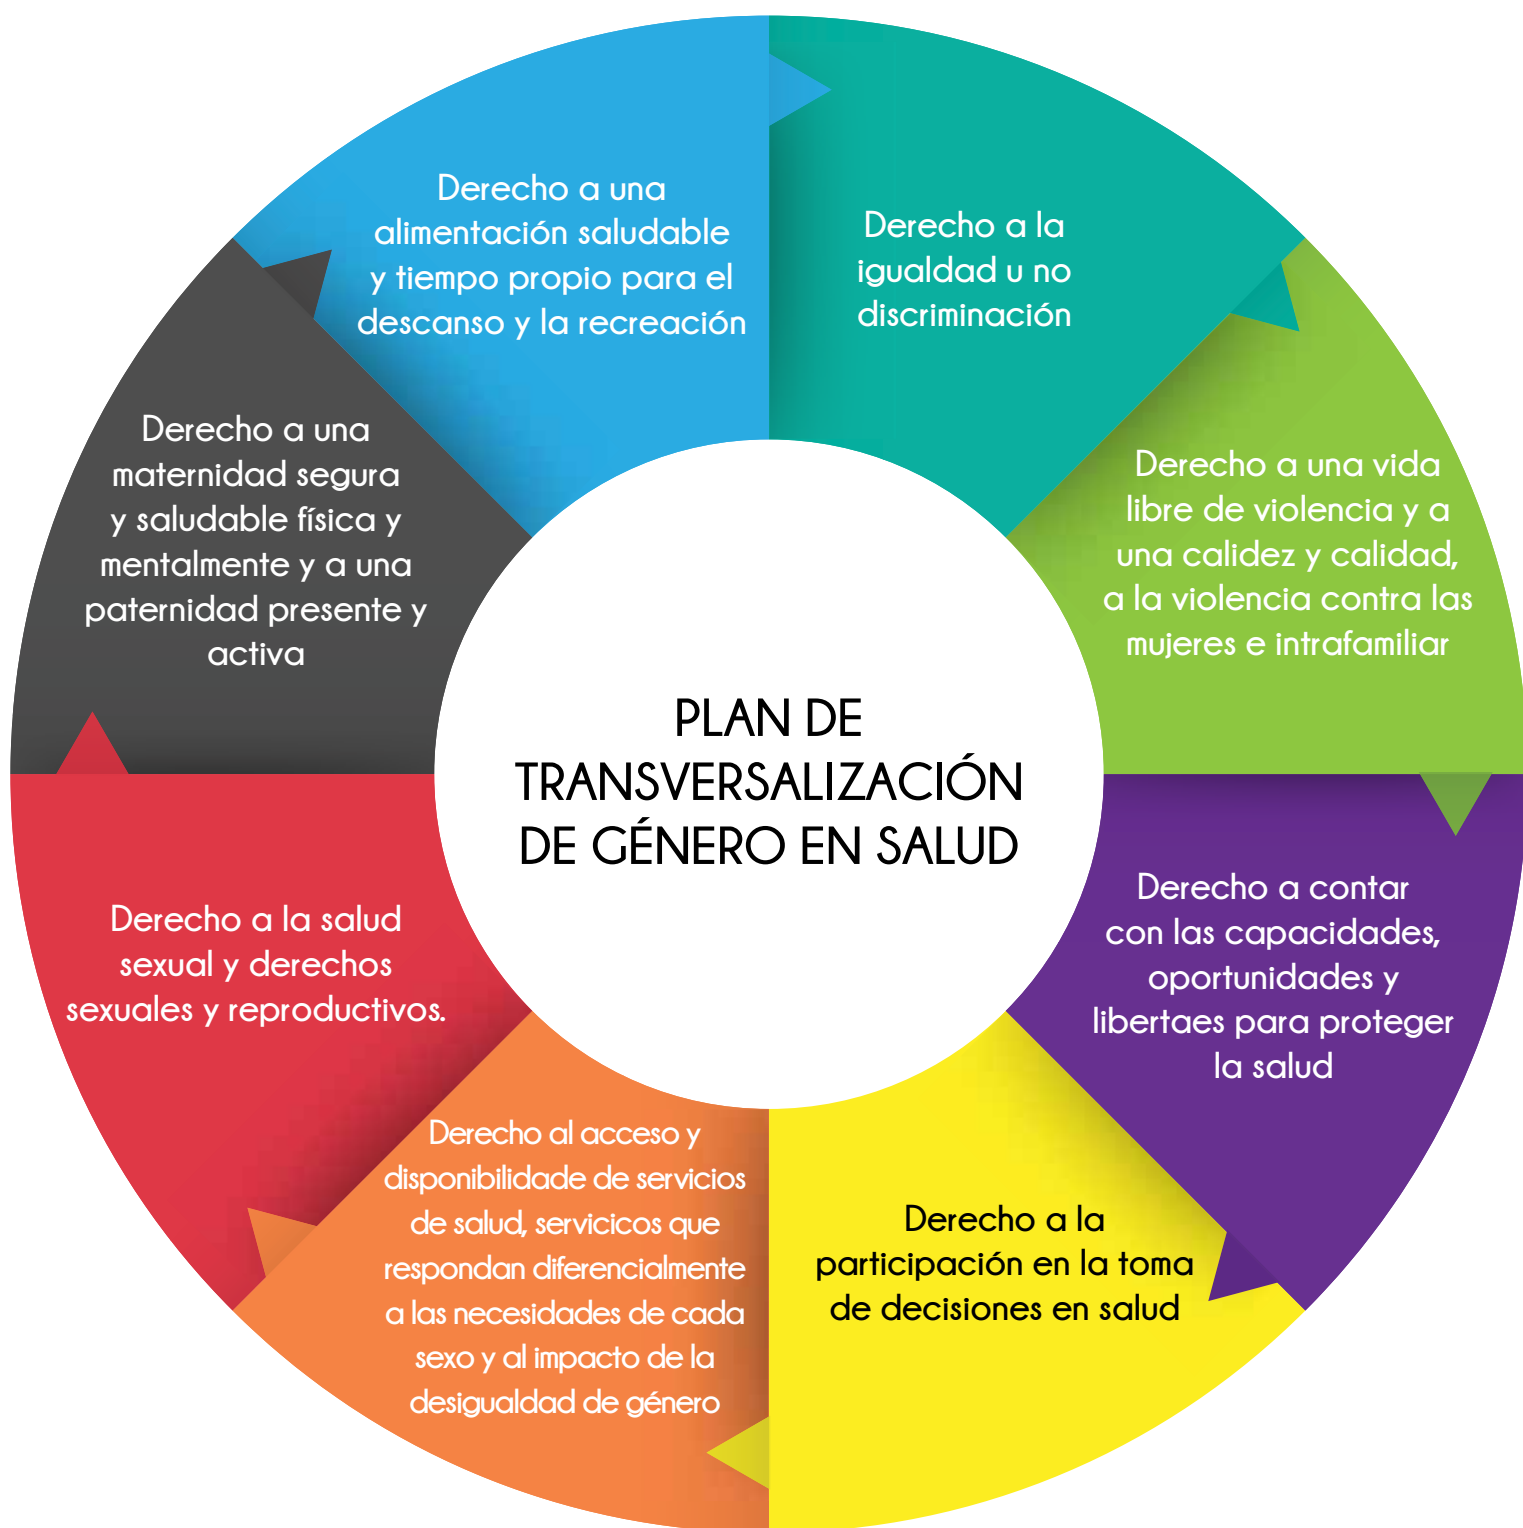 PLAN DE
TRANSVERSALIZACIÓN
DE GÉNERO EN SALUD
Derecho a la
igualdad u no
discriminación
Derecho a una vida
libre de violencia y a
una calidez y calidad,
a la violencia contra las
mujeres e intrafamiliar
Derecho a contar
con las capacidades,
oportunidades y
libertaes para proteger
la salud
Derecho a la
participación en la toma
de decisiones en salud
Derecho al acceso y
disponibilidade de servicios
de salud, servicicos que
respondan diferencialmente
a las necesidades de cada
sexo y al impacto de la
desigualdad de género
Derecho a la salud
sexual y derechos
sexuales y reproductivos.
Derecho a una
maternidad segura
y saludable física y
mentalmente y a una
paternidad presente y
activa
Derecho a una
alimentación saludable
y tiempo propio para el
descanso y la recreación